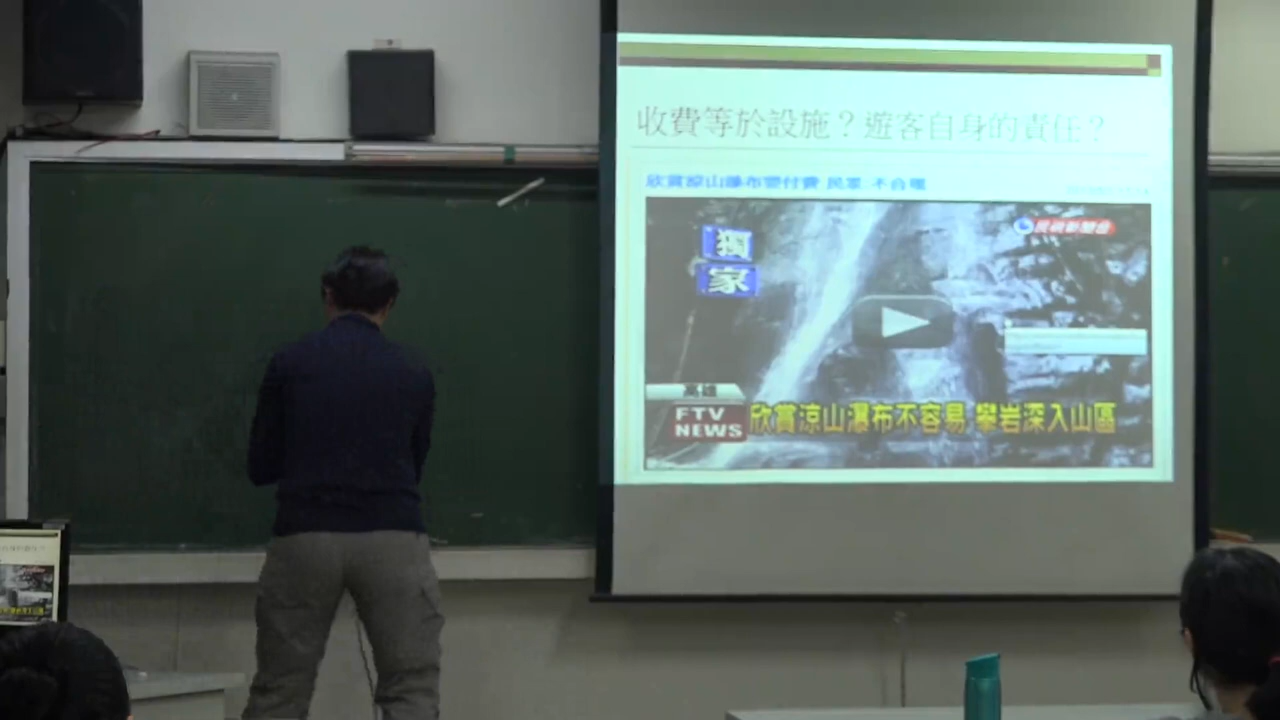 收費等於設施？遊客自身的責任？
欣賞涼山瀑布要付費 民眾:不合理
民視新聞台
獨
家
高雄
FTV
NEWS
欣賞涼山瀑布不容易 攀岩深入山區